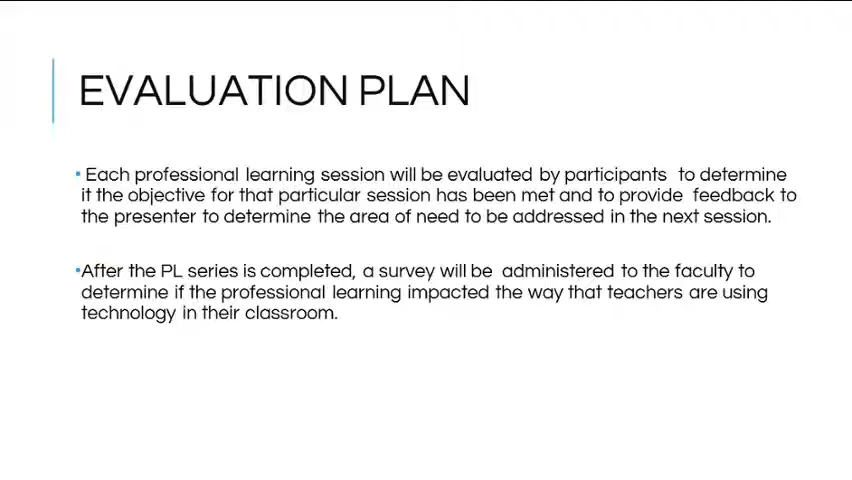 EVALUATION PLAN
• Each professional learning session will be evaluated by participants  to determine
it the objective for that particular session has been met and to provide  feedback to
the presenter to determine the area of need to be addressed in the next session.
•After the PL series is completed, a survey will be  administered to the faculty to
determine if the professional learning impacted the way that teachers are using
technology in their classroom.